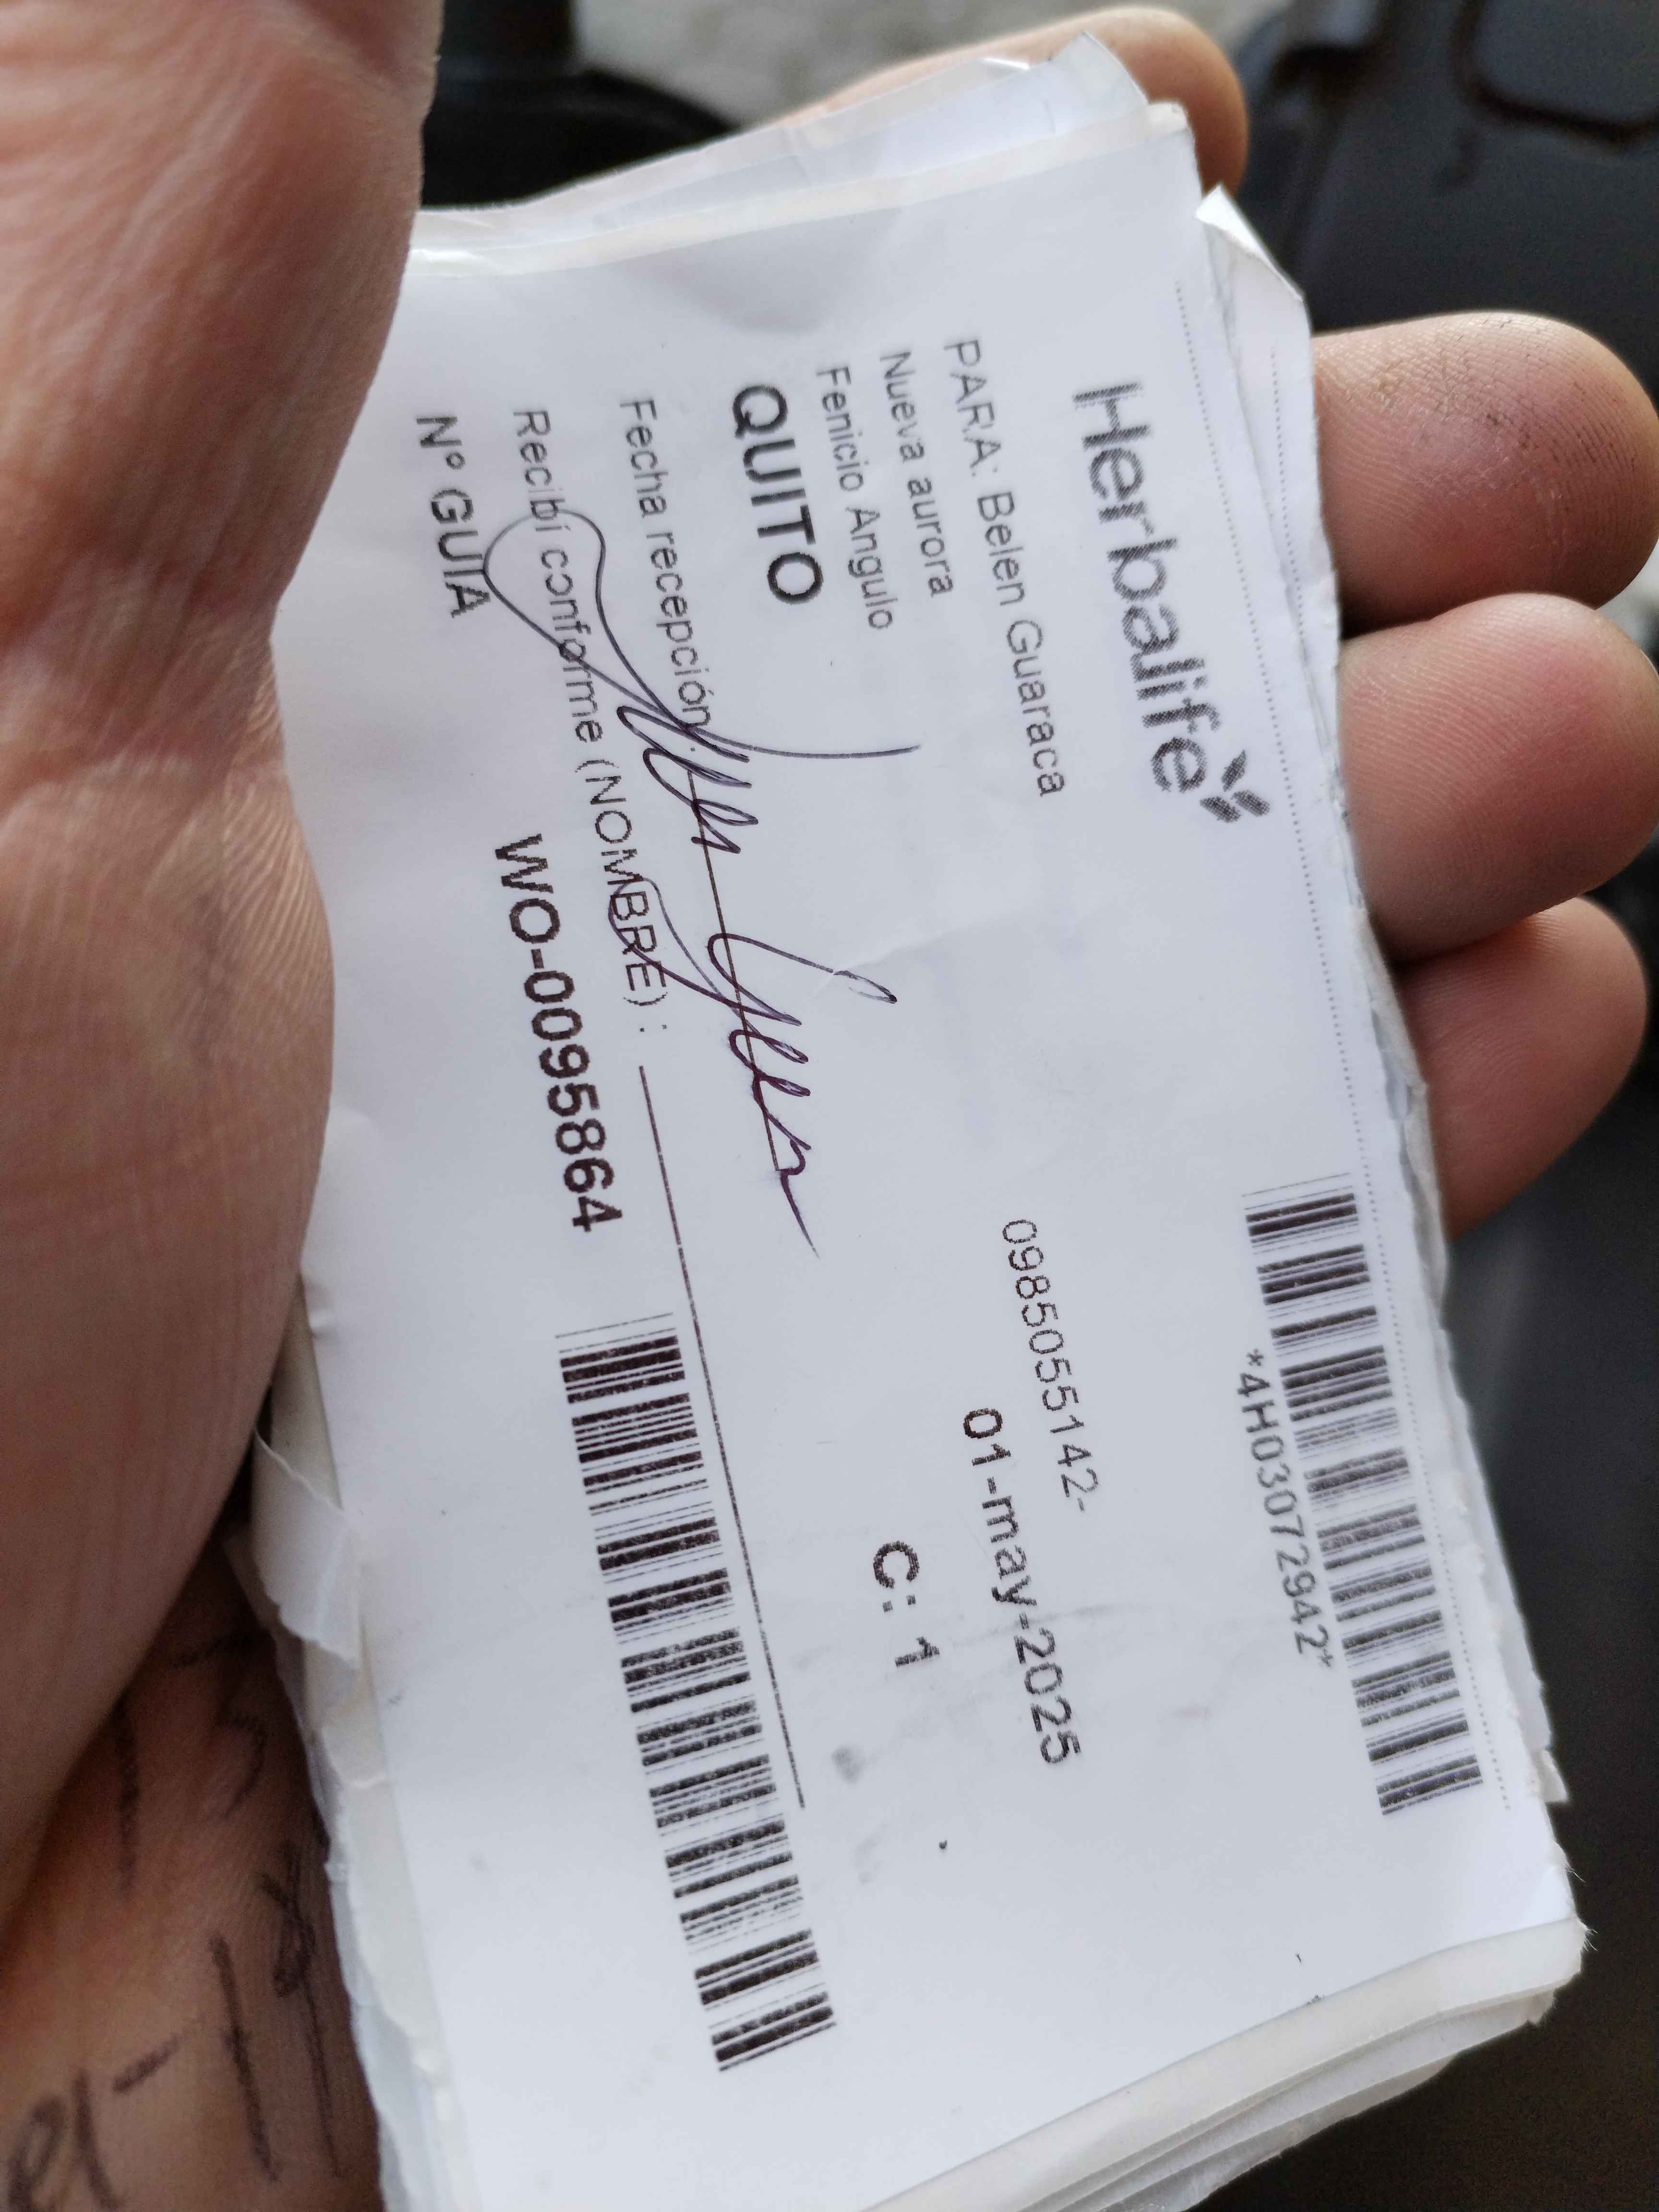 Herbalife
*4H03072942*
PARA: Belen Guaraca 0985055142-
Nueva aurora
Fenicio Angulo 01-may-2025
QUITO C: 1
Fecha recepción:
Recibí conforme (NOMBRE) :
Nº GUIA WO-0095864